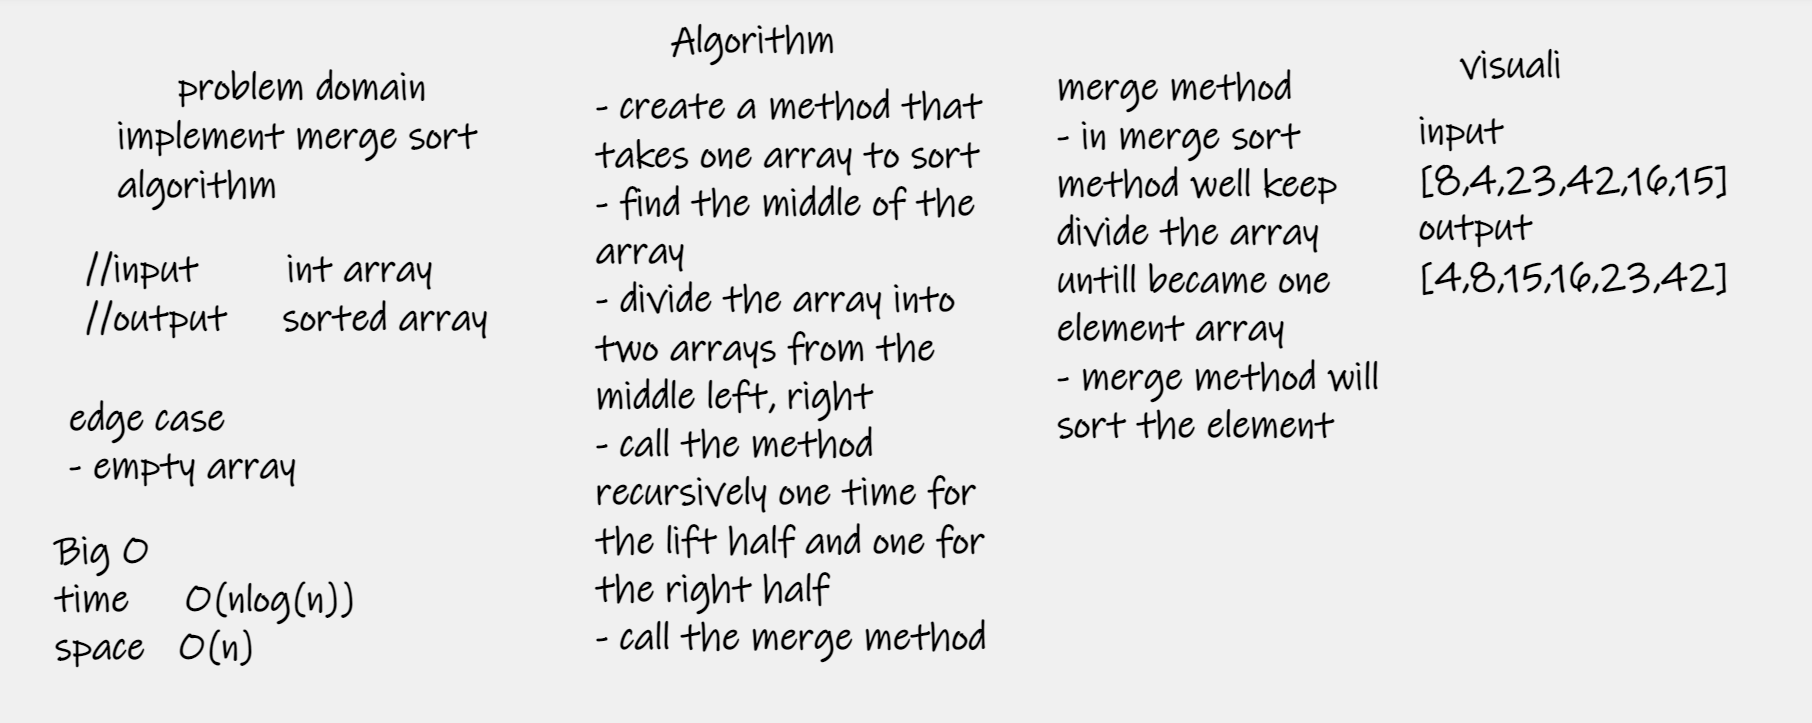 problem domain
implement merge sort
algorithm
//input int array
//output sorted array
edge case
- empty array
Big O
time O(nlog(n))
space O(n)
Algorithm
- create a method that
takes one array to sort
- find the middle of the
array
- divide the array into
two arrays from the
middle left, right
- call the method
recursively one time for
the lift half and one for
the right half
- call the merge method
merge method
- in merge sort
method well keep
divide the array
untill became one
element array
- merge method will
sort the element
visuali
input
[8,4,23,42,16,15]
output
[4,8,15,16,23,42]